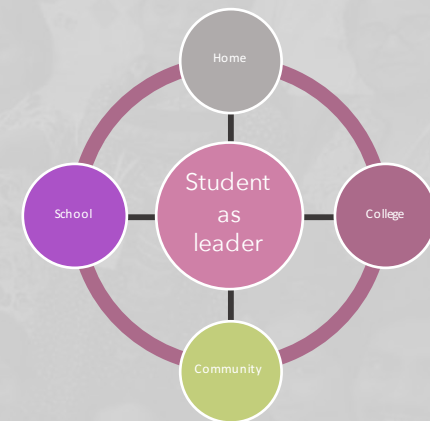 Home
School
Student
as
leader
College
Community